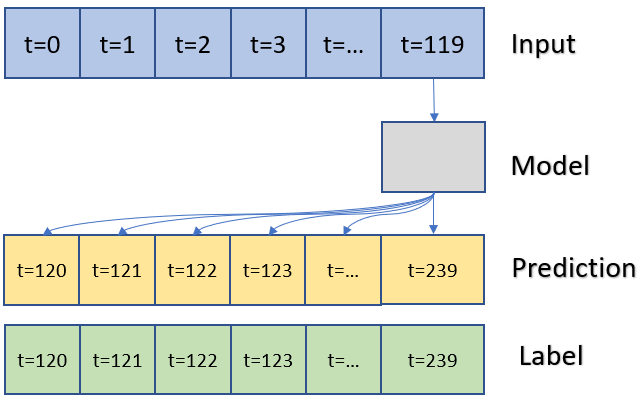 t=0 t=1 t=2 t=3 t=... t=119 Input
Model
t=120 t=121 t=122 t=123 t=... t=239 Prediction
t=120 t=121 t=122 t=123 t=... t=239 Label